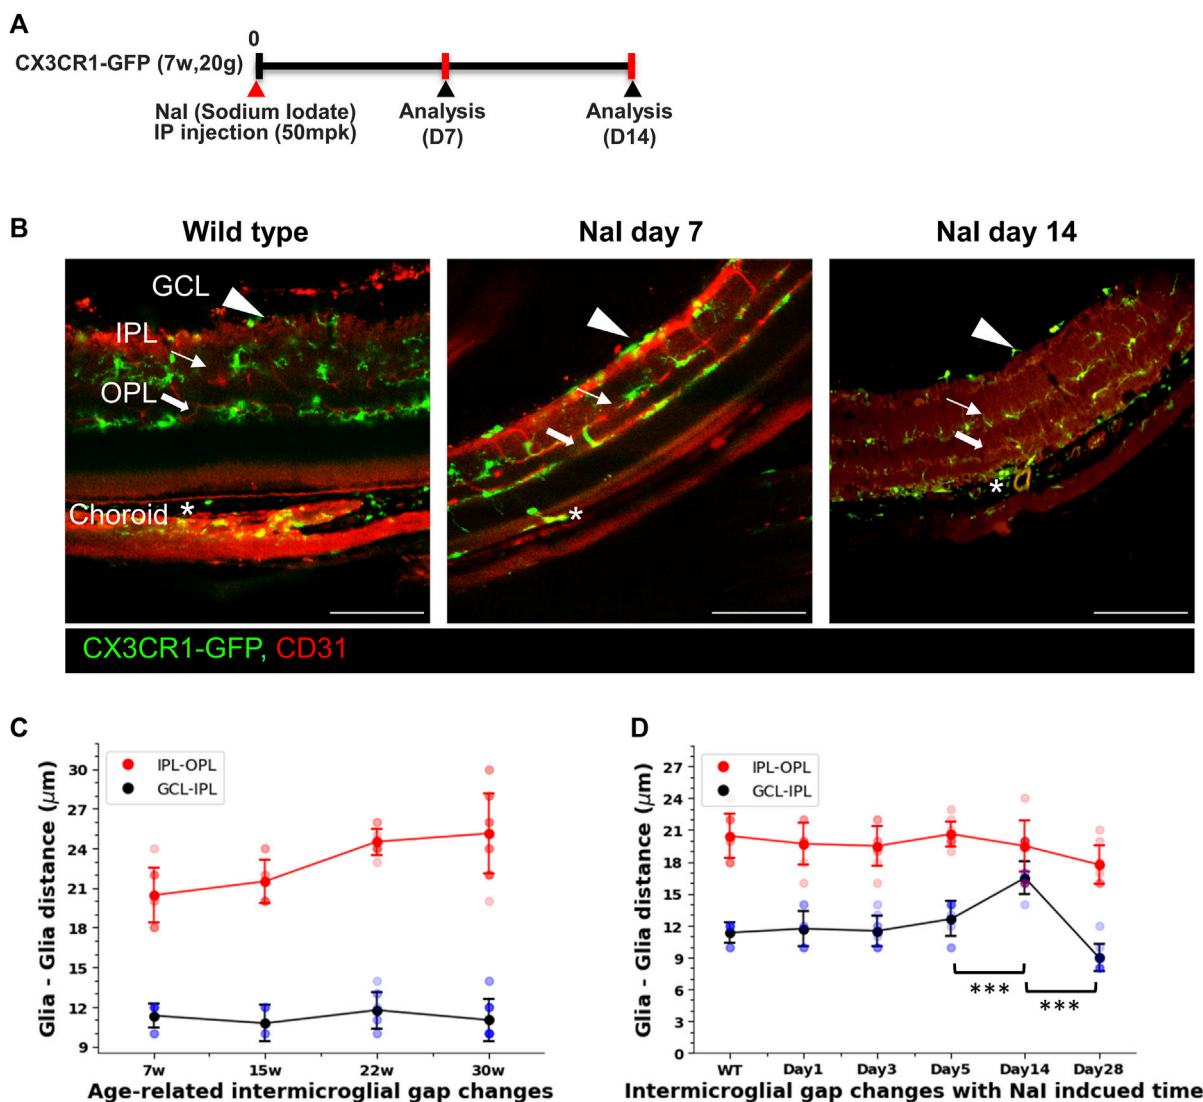 A
0
CX3CR1-GFP (7w,20g)
NaI (Sodium Iodate)
IP injection (50mpk)
Analysis
(D7)
Analysis
(D14)
B
Wild type
NaI day 7
NaI day 14
GCL
IPL
OPL
Choroid *
*
*
CX3CR1-GFP, CD31
C
Glia - Glia distance (μm)
30
27
24
21
18
15
12
9
IPL-OPL
GCL-IPL
7w 15w 22w 30w
Age-related intermicroglial gap changes
D
Glia - Glia distance (μm)
27
24
21
18
15
12
9
6
3
0
IPL-OPL
GCL-IPL
***
***
WT Day1 Day3 Day5 Day14 Day28
Intermicroglial gap changes with NaI indcued time